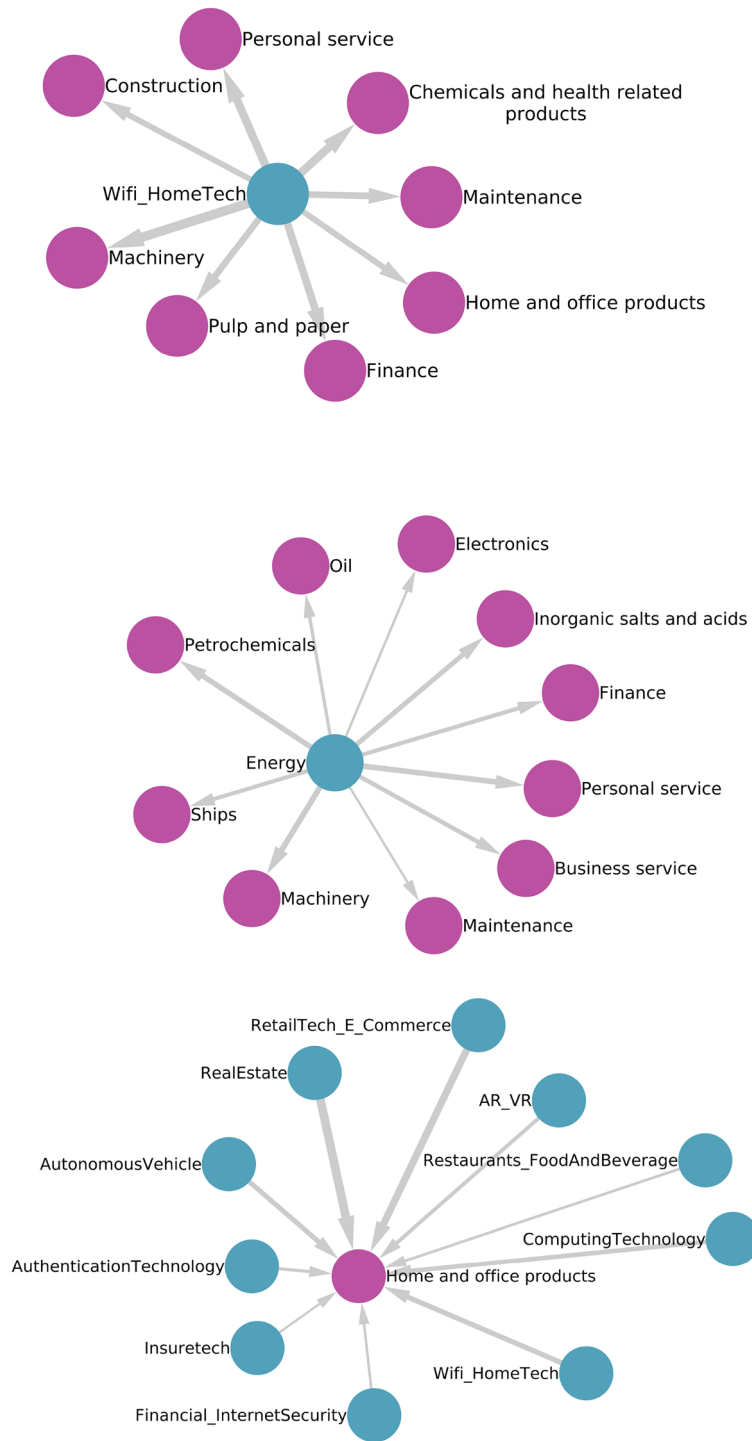 Personal service
Construction
Chemicals and health related
products
Wifi_HomeTech
Maintenance
Machinery
Home and office products
Pulp and paper
Finance
Electronics
Oil
Inorganic salts and acids
Petrochemicals
Finance
Energy
Personal service
Ships
Business service
Machinery
Maintenance
RetailTech_E_Commerce
RealEstate
AR_VR
AutonomousVehicle
Restaurants_FoodAndBeverage
ComputingTechnology
AuthenticationTechnology
Home and office products
Insuretech
Wifi_HomeTech
Financial_InternetSecurity